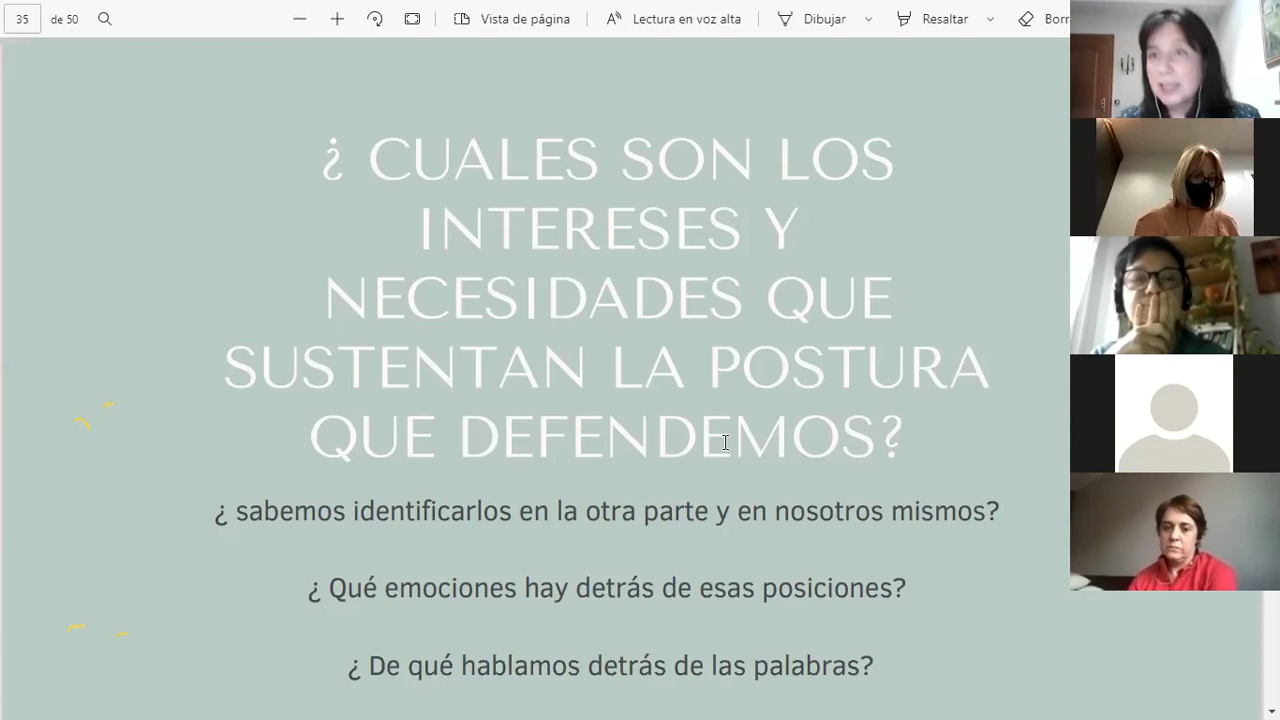 35 de 50 Vista de página Lectura en voz alta Dibujar Resaltar Borr
¿ CUALES SON LOS
INTERESES Y
NECESIDADES QUE
SUSTENTAN LA POSTURA
QUE DEFENDEMOS?
¿ sabemos identificarlos en la otra parte y en nosotros mismos?
¿ Qué emociones hay detrás de esas posiciones?
¿ De qué hablamos detrás de las palabras?